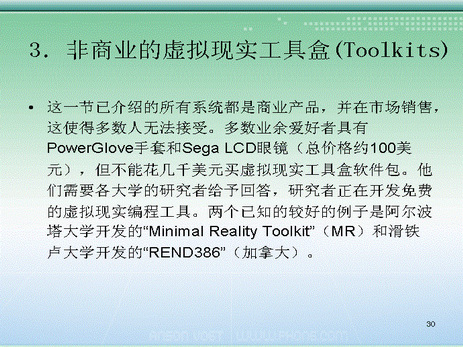 3．非商业的虚拟现实工具盒(Toolkits)
• 这一节已介绍的所有系统都是商业产品，并在市场销售，
这使得多数人无法接受。多数业余爱好者具有
PowerGlove手套和Sega LCD眼镜（总价格约100美
元），但不能花几千美元买虚拟现实工具盒软件包。他
们需要各大学的研究者给予回答，研究者正在开发免费
的虚拟现实编程工具。两个已知的较好的例子是阿尔波
塔大学开发的“Minimal Reality Toolkit”（MR）和滑铁
卢大学开发的“REND386”（加拿大）。
30